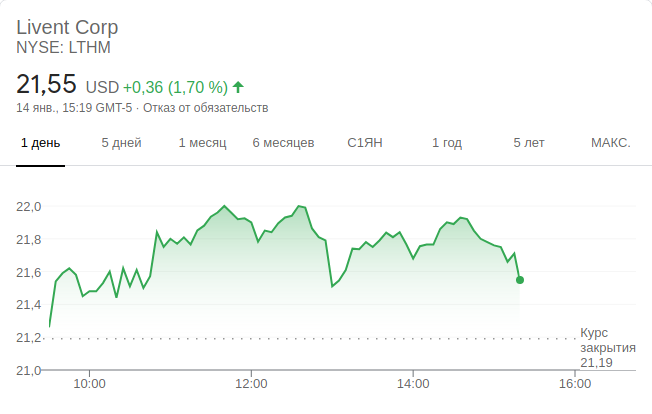 Livent Corp
NYSE: LTHM
21,55 USD +0,36 (1,70 %)
14 янв., 15:19 GMT-5 · Отказ от обязательств
1 день 5 дней 1 месяц 6 месяцев С1ЯН 1 год 5 лет МАКС.
22,0
21,8
21,6
21,4
21,2
21,0
Курс
закрытия
21,19
10:00 12:00 14:00 16:00